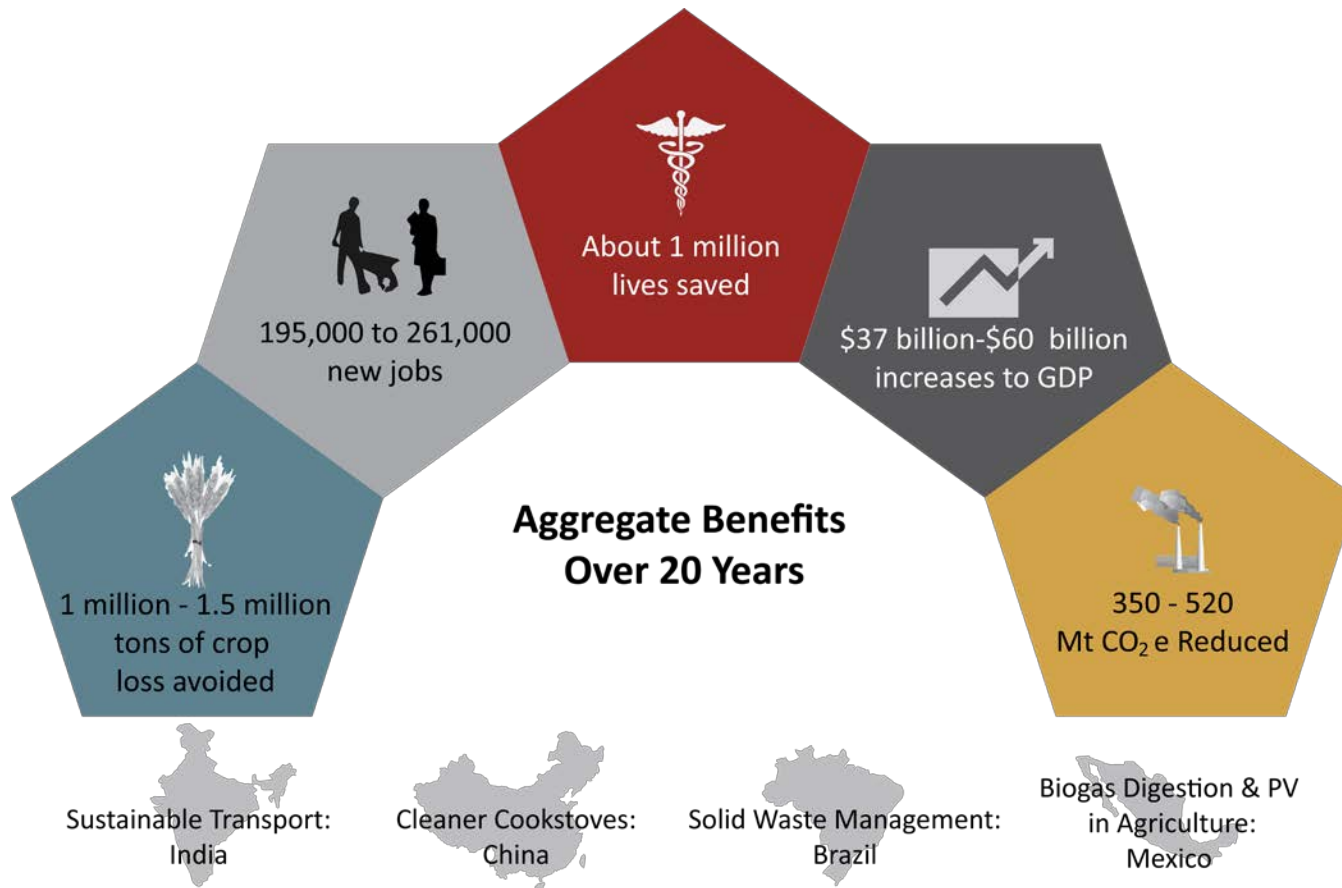 About 1 million
lives saved
195,000 to 261,000
new jobs
$37 billion-$60 billion
increases to GDP
1 million - 1.5 million
tons of crop
loss avoided
Aggregate Benefits
Over 20 Years
350 - 520
Mt CO₂ e Reduced
Sustainable Transport:
India
Cleaner Cookstoves:
China
Solid Waste Management:
Brazil
Biogas Digestion & PV
in Agriculture:
Mexico